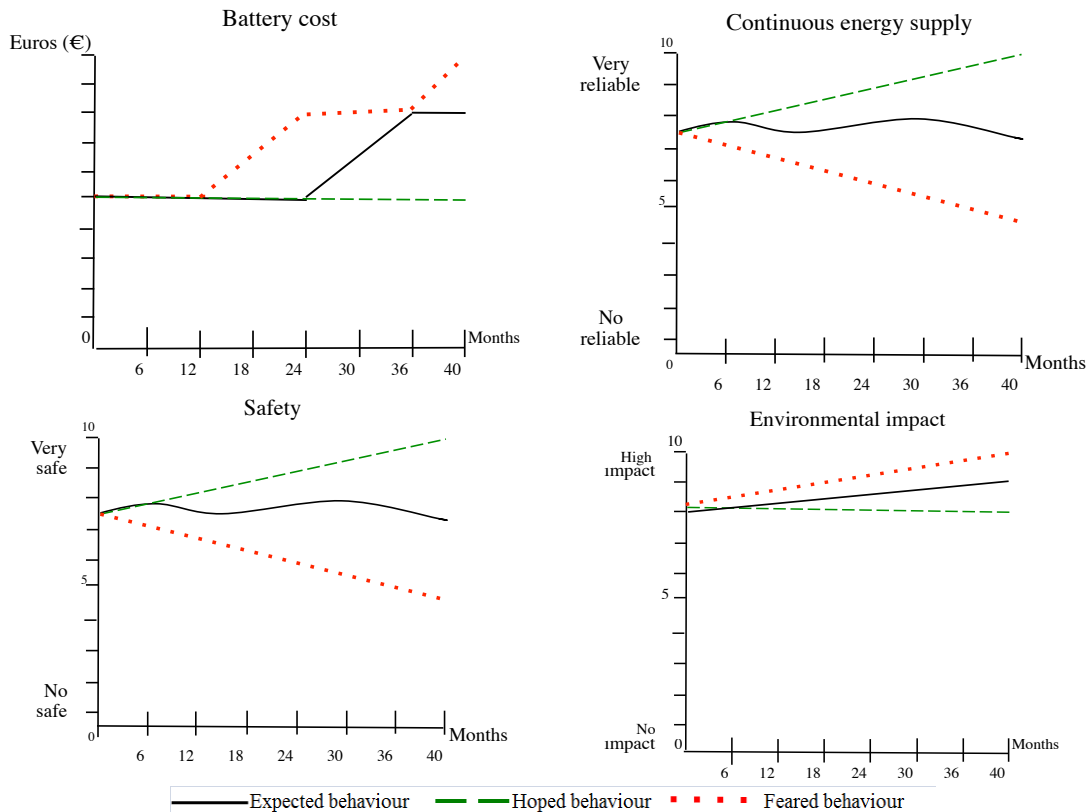 Battery cost
Euros (€)
0
6 12 18 24 30 36 40
Months
Continuous energy supply
10
Very
reliable
5
No
reliable
0
6 12 18 24 30 36 40
Months
Safety
10
Very
safe
5
No
safe
0
6 12 18 24 30 36 40
Months
Environmental impact
10
High
impact
5
No
impact
0
6 12 18 24 30 36 40
Months
Expected behaviour Hoped behaviour Feared behaviour